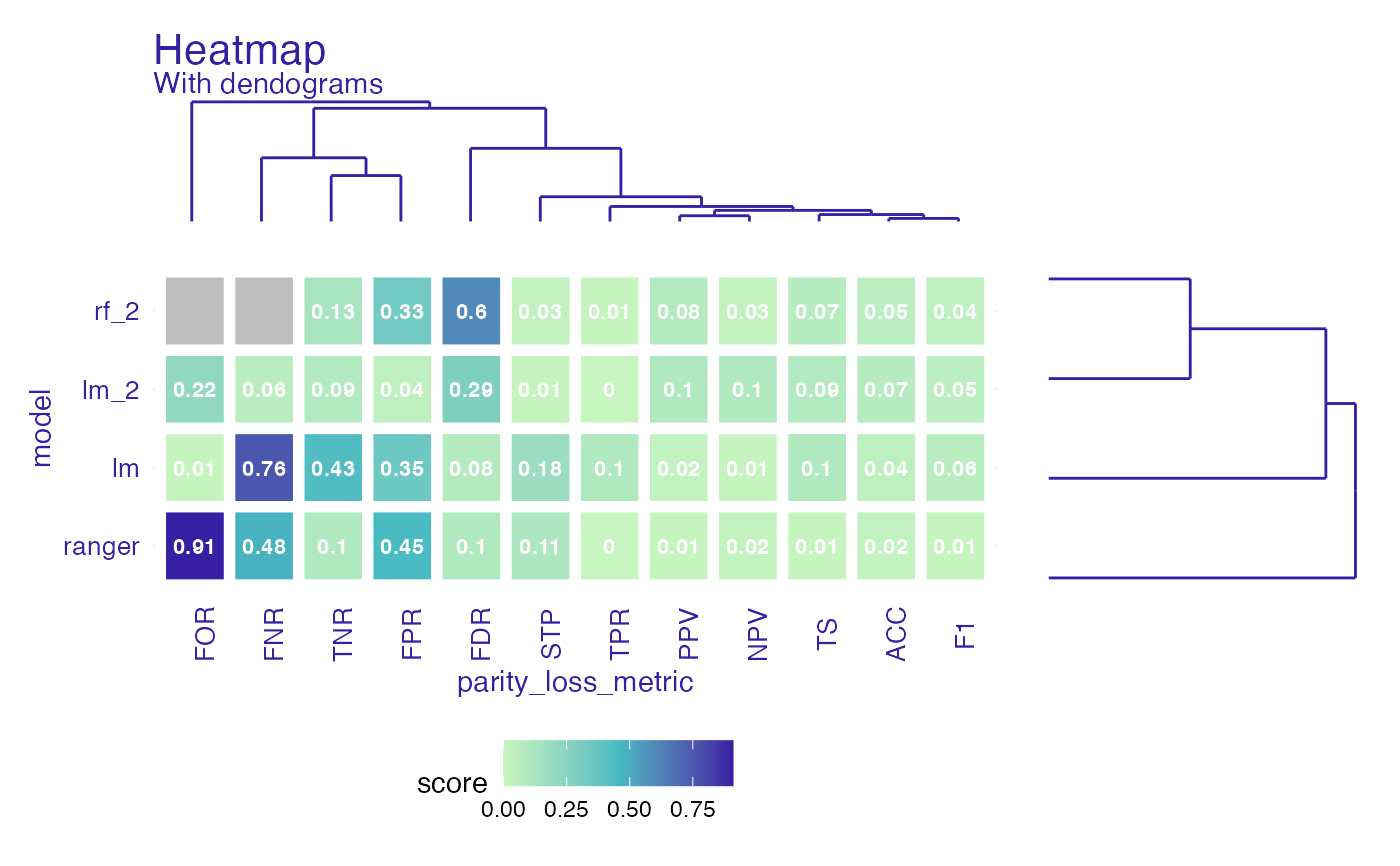 Heatmap
With dendograms
model
rf_2 0.13 0.33 0.6 0.03 0.01 0.08 0.03 0.07 0.05 0.04
lm_2 0.22 0.06 0.09 0.04 0.29 0.01 0 0.1 0.1 0.09 0.07 0.05
lm 0.01 0.76 0.43 0.35 0.08 0.18 0.1 0.02 0.01 0.1 0.04 0.06
ranger 0.91 0.48 0.1 0.45 0.1 0.11 0 0.01 0.02 0.01 0.02 0.01
FOR FNR TNR FPR FDR STP TPR PPV NPV TS ACC F1
parity_loss_metric
score
0.00 0.25 0.50 0.75